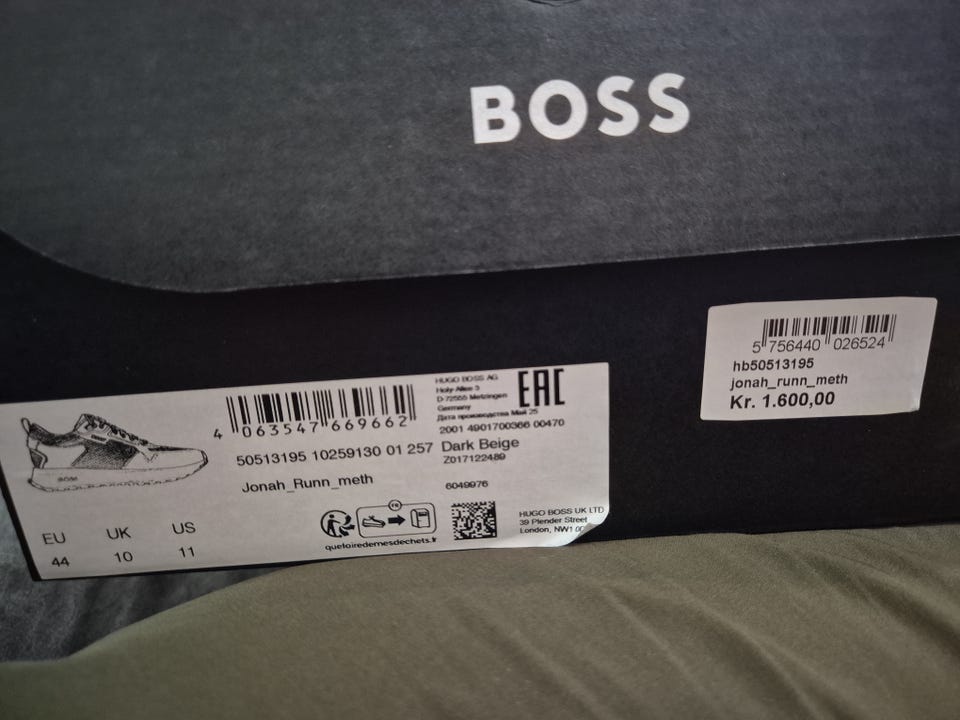 BOSS
5 756440 026524
hb50513195
jonah_runn_meth
Kr. 1.600,00
4 063547 669662
HUGO BOSS AG
Holy-Allee 3
D-72555 Metzingen
Germany
Дата производства Май 25
EAC
2001 4901700366 00470
50513195 10259130 01 257 Dark Beige
Z017122489
Jonah_Runn_meth
6049976
EU UK US
44 10 11
FR
quefairedemesdechets.fr
HUGO BOSS UK LTD
39 Plender Street
London, NW1